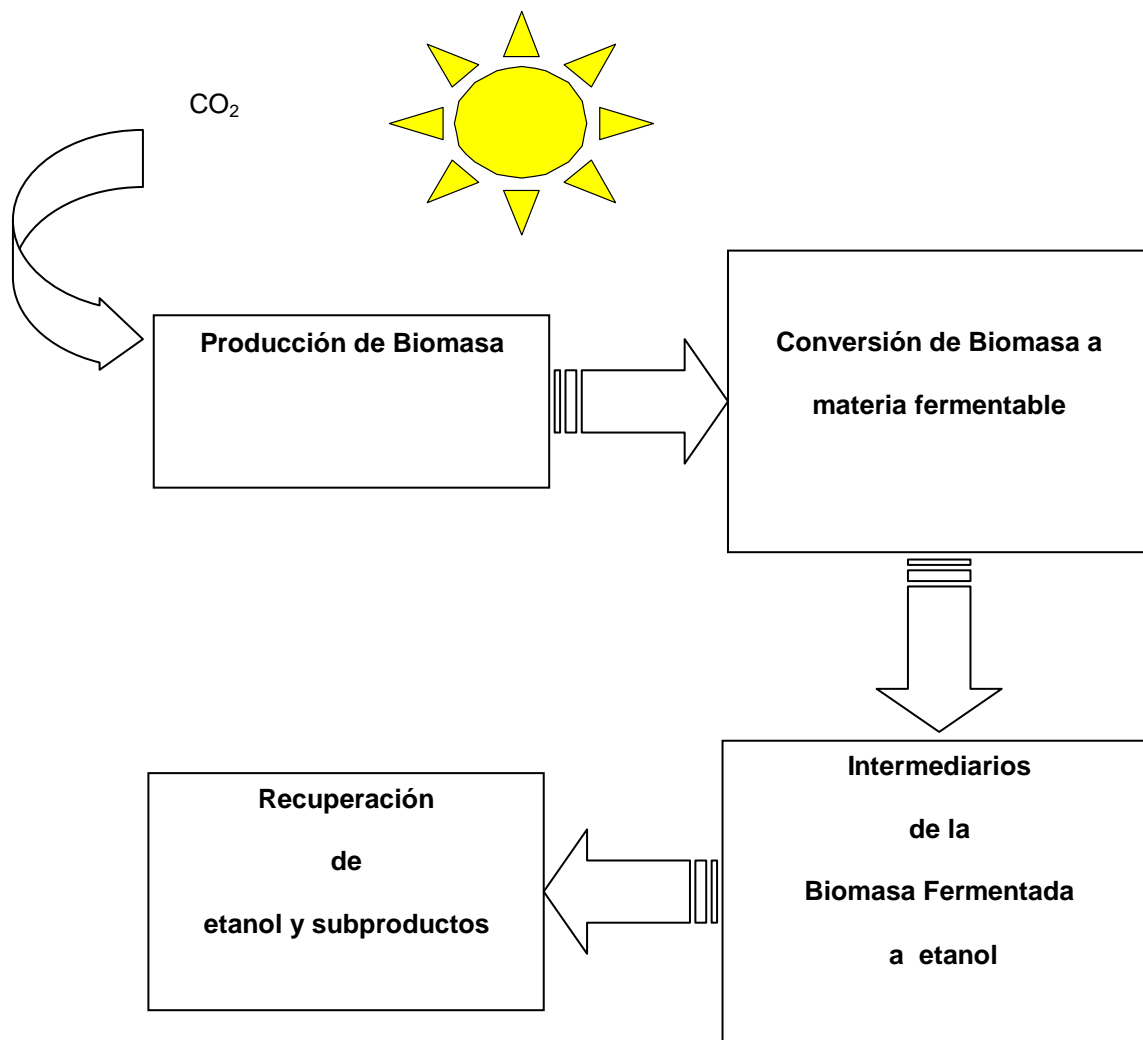 CO₂
Producción de Biomasa
Conversión de Biomasa a
materia fermentable
Intermediarios
de la
Biomasa Fermentada
a etanol
Recuperación
de
etanol y subproductos